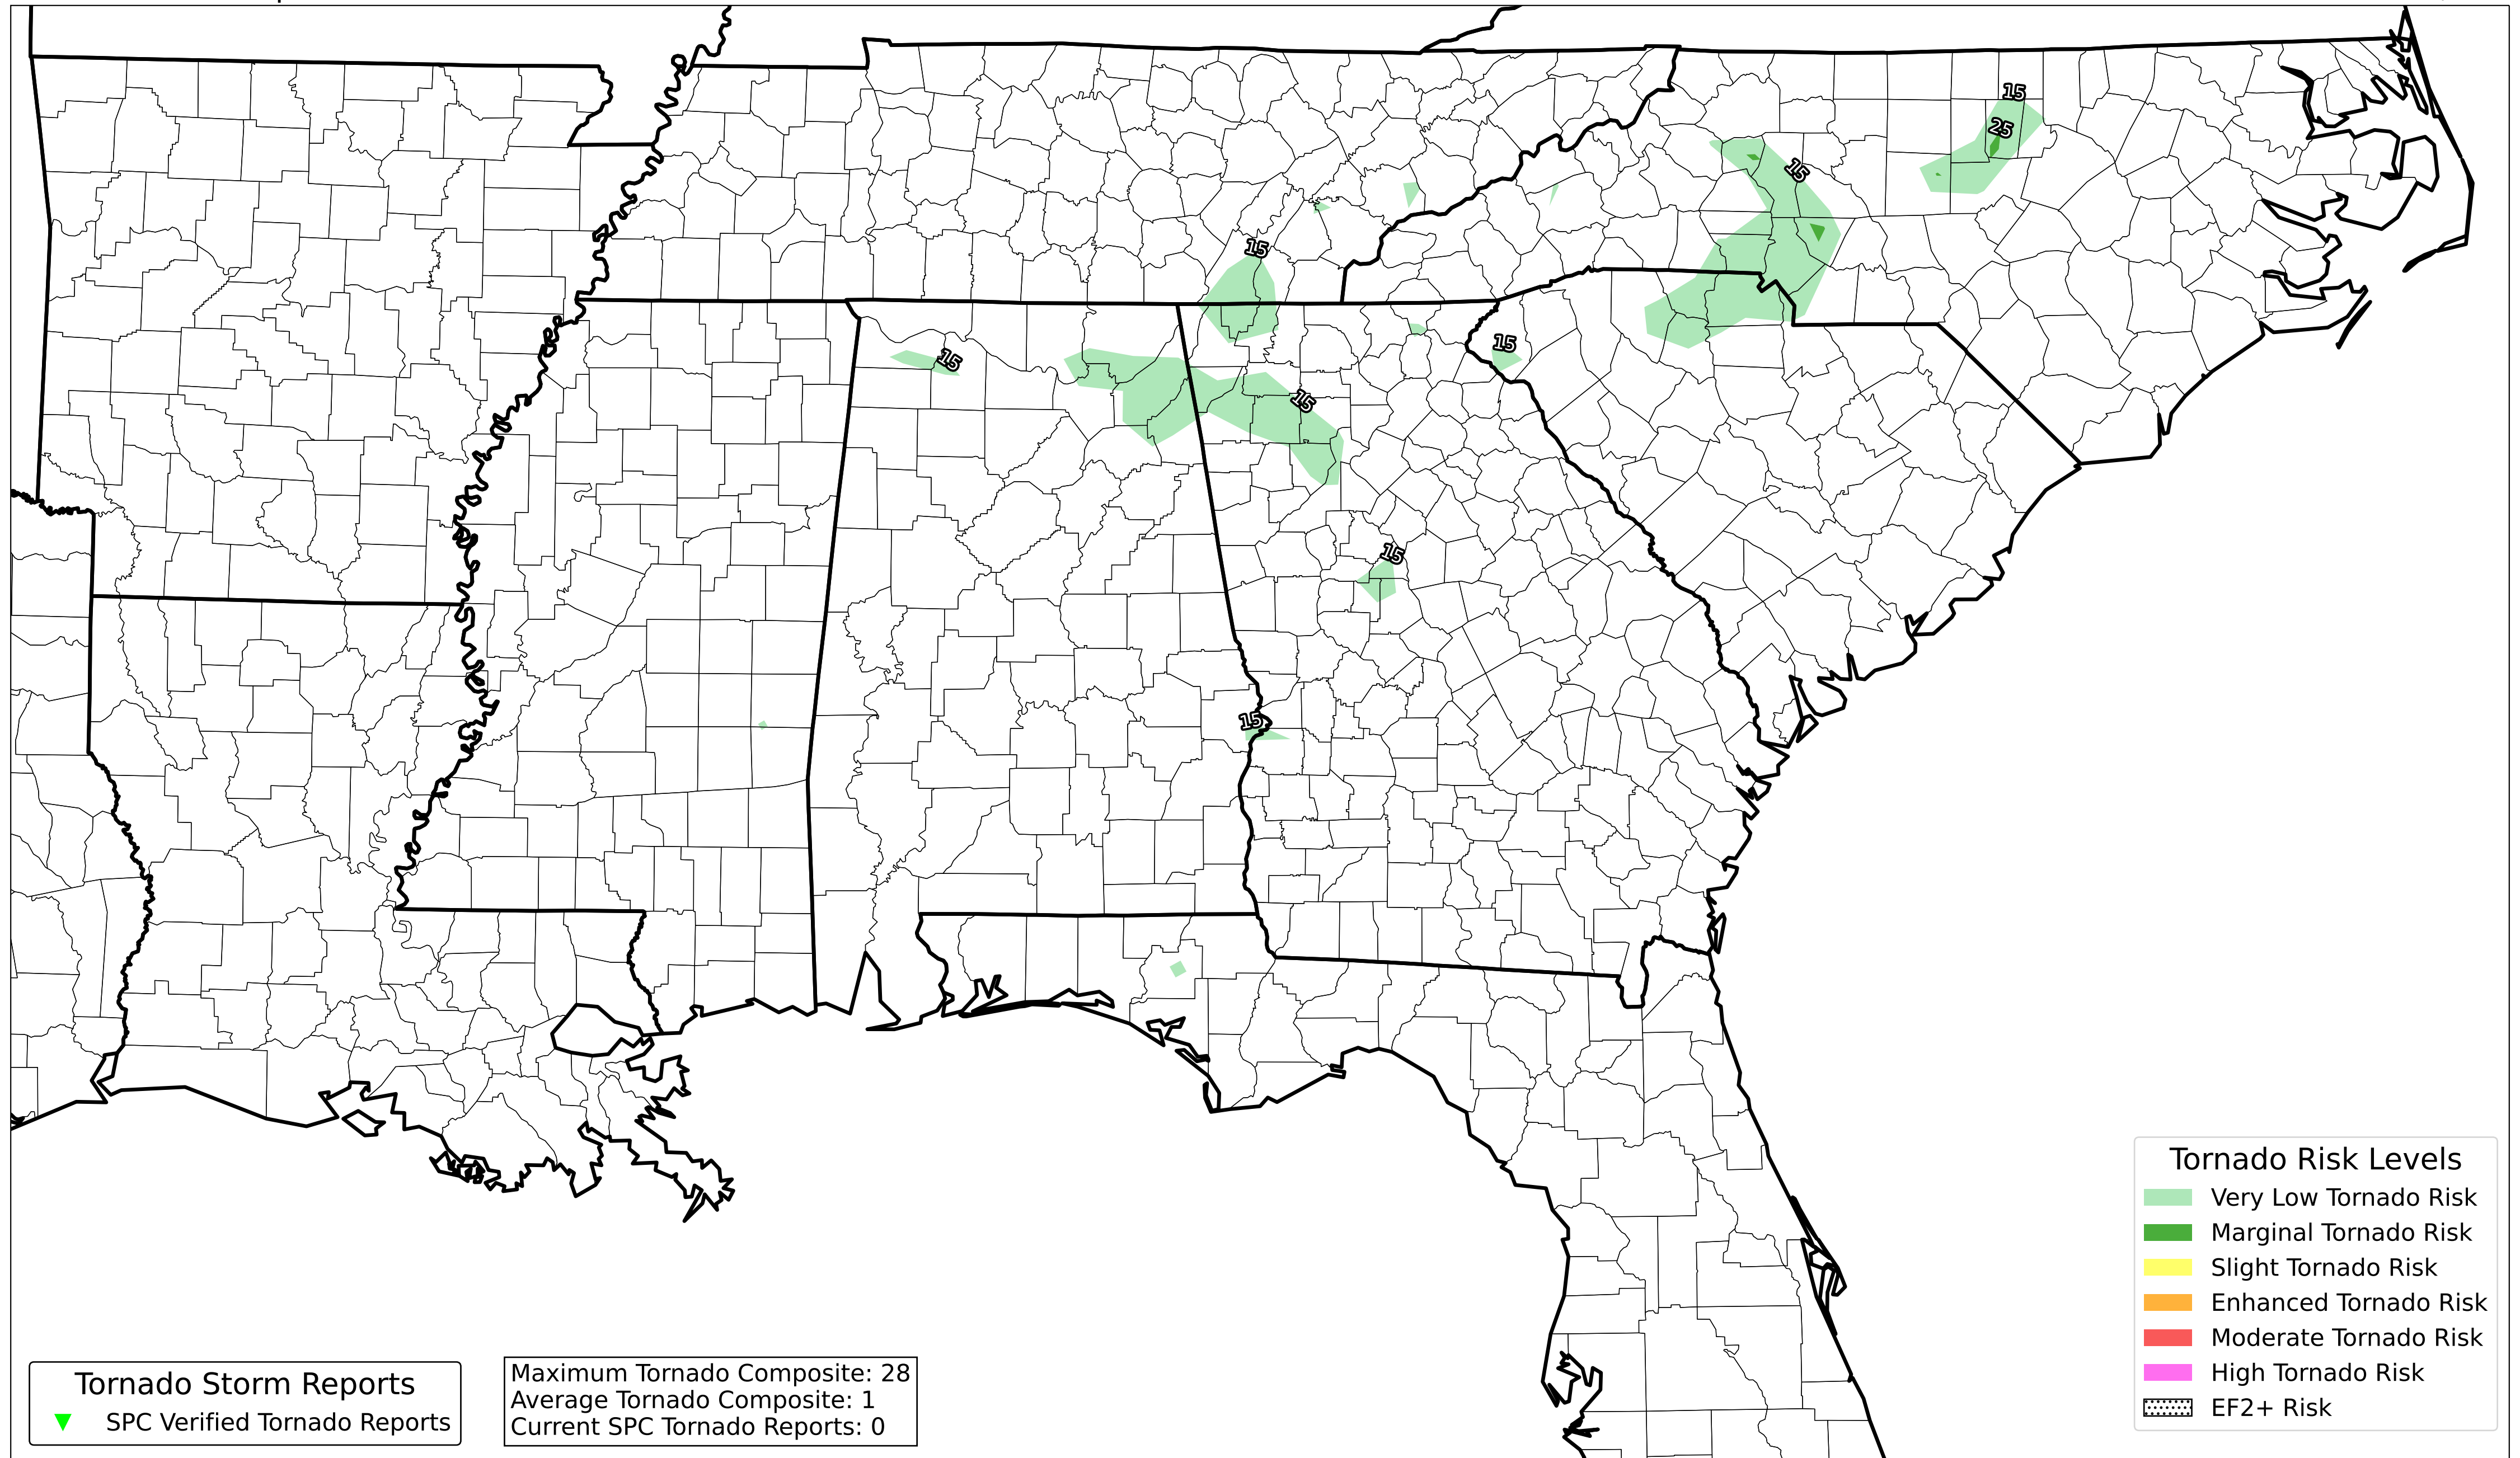 15
25
15
15
15
15
15
15
15
Tornado Risk Levels
Very Low Tornado Risk
Marginal Tornado Risk
Slight Tornado Risk
Enhanced Tornado Risk
Moderate Tornado Risk
High Tornado Risk
EF2+ Risk
Tornado Storm Reports
SPC Verified Tornado Reports
Maximum Tornado Composite: 28
Average Tornado Composite: 1
Current SPC Tornado Reports: 0